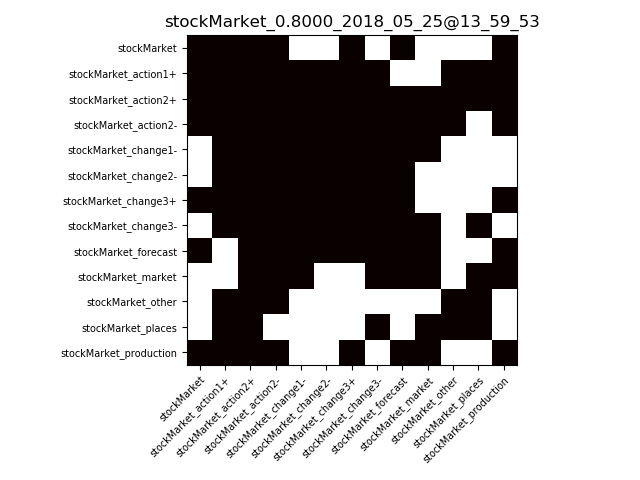 stockMarket_0.8000_2018_05_25@13_59_53
stockMarket
stockMarket_action1+
stockMarket_action2+
stockMarket_action2-
stockMarket_change1-
stockMarket_change2-
stockMarket_change3+
stockMarket_change3-
stockMarket_forecast
stockMarket_market
stockMarket_other
stockMarket_places
stockMarket_production
stockMarket
stockMarket_action1+
stockMarket_action2+
stockMarket_action2-
stockMarket_change1-
stockMarket_change2-
stockMarket_change3+
stockMarket_change3-
stockMarket_forecast
stockMarket_market
stockMarket_other
stockMarket_places
stockMarket_production